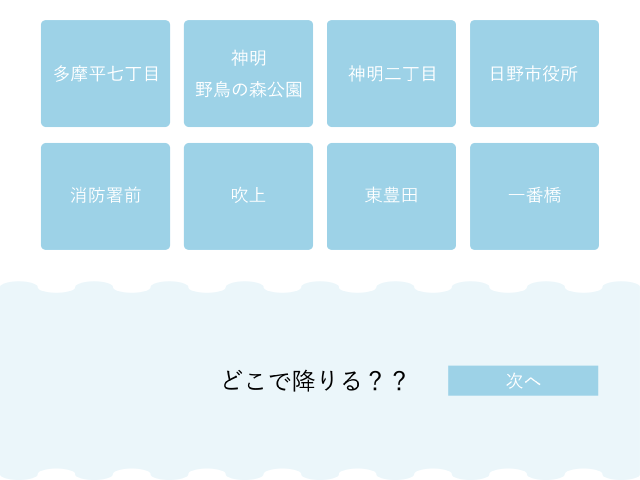 多摩平七丁目
神明
野鳥の森公園
神明二丁目
日野市役所
消防署前
吹上
東豊田
一番橋
どこで降りる？？
次へ